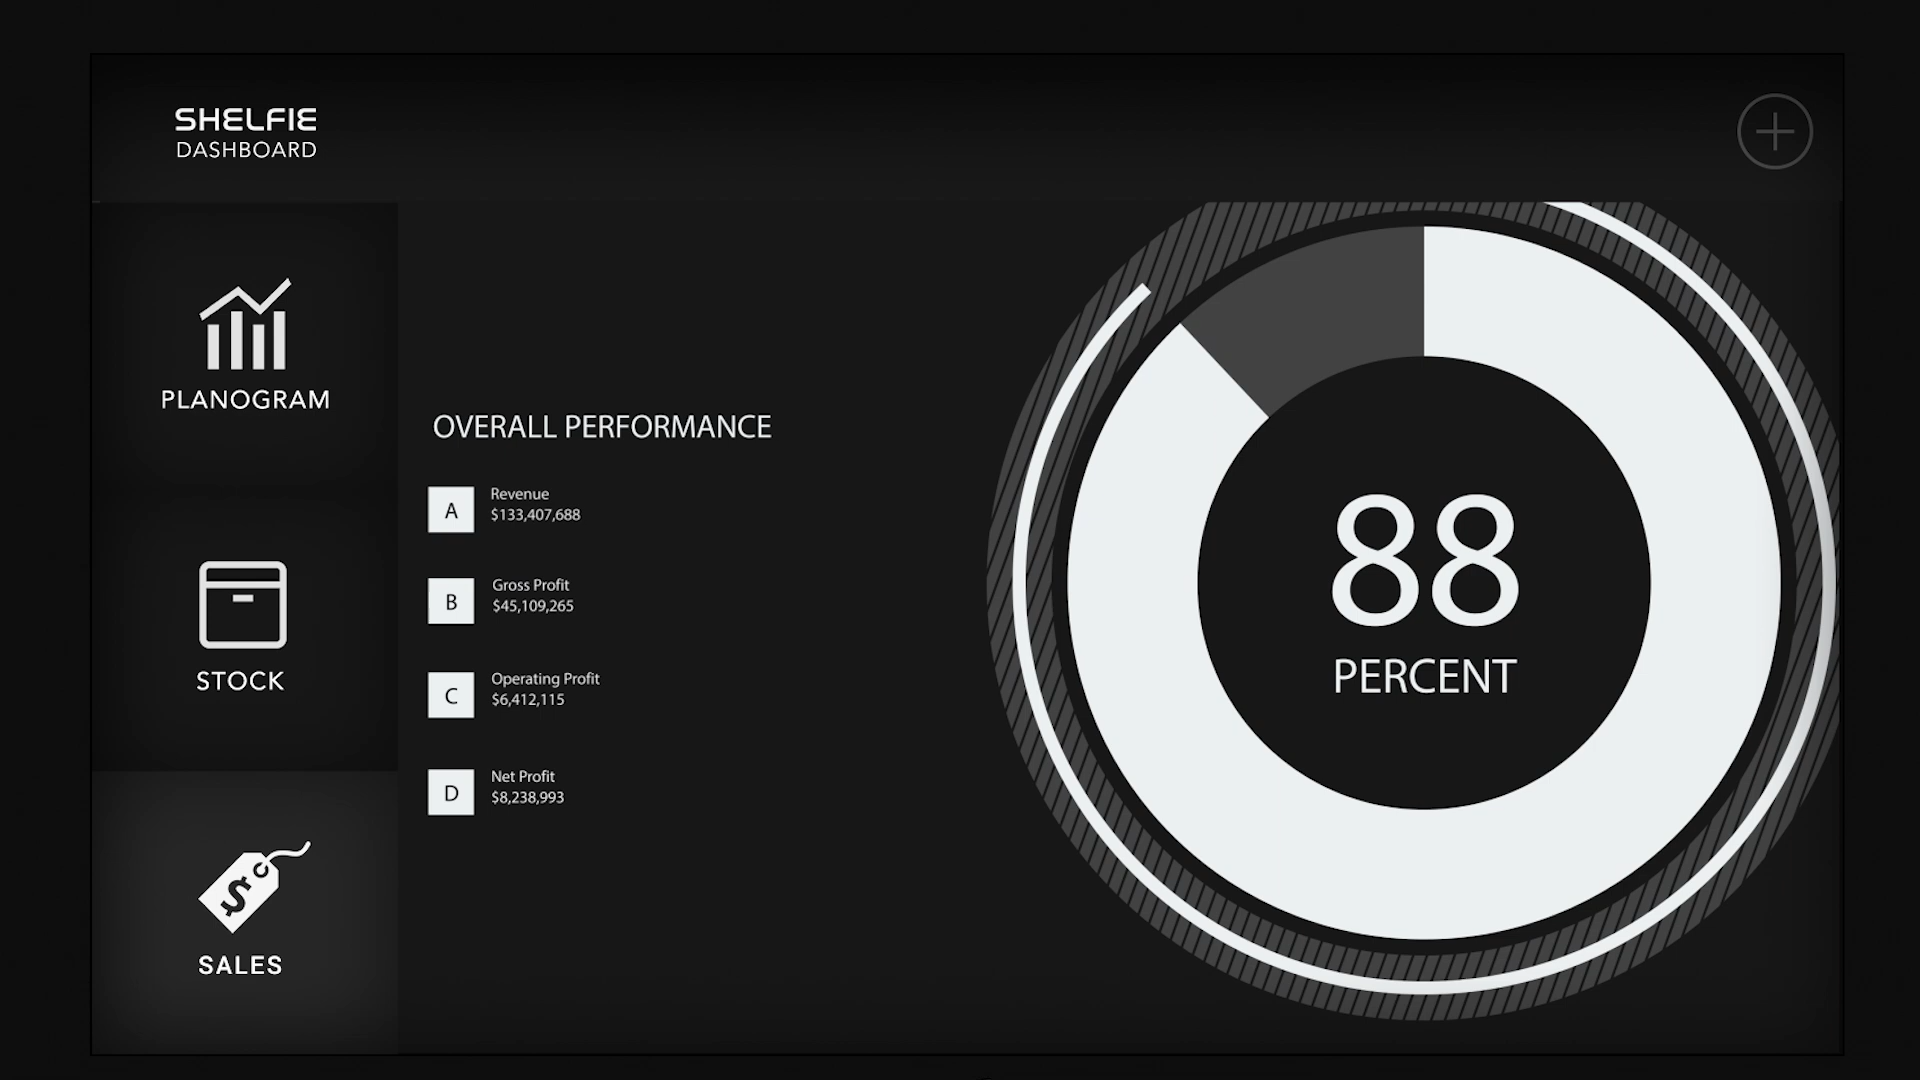 SHELFIE
DASHBOARD
PLANOGRAM
STOCK
$
SALES
OVERALL PERFORMANCE
A
Revenue
$133,407,688
B
Gross Profit
$45,109,265
C
Operating Profit
$6,412,115
D
Net Profit
$8,238,993
88
PERCENT